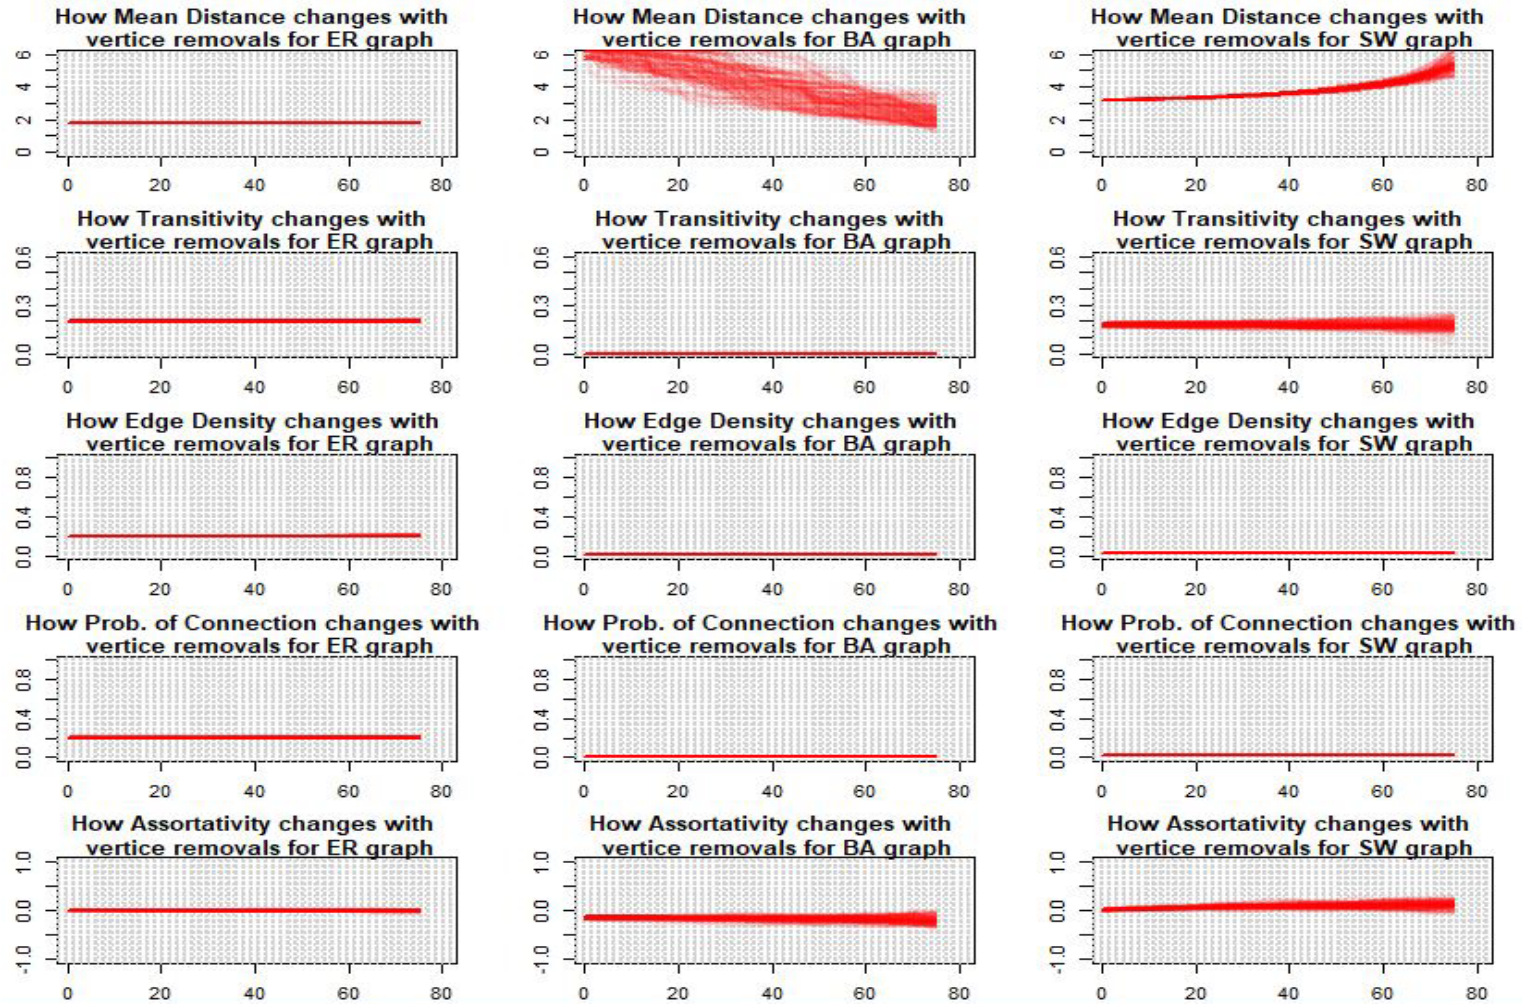 How Mean Distance changes with
vertice removals for ER graph
6
4
2
0
0 20 40 60 80
How Mean Distance changes with
vertice removals for BA graph
6
4
2
0
0 20 40 60 80
How Mean Distance changes with
vertice removals for SW graph
6
4
2
0
0 20 40 60 80
How Transitivity changes with
vertice removals for ER graph
0.6
0.3
0.0
0 20 40 60 80
How Transitivity changes with
vertice removals for BA graph
0.6
0.3
0.0
0 20 40 60 80
How Transitivity changes with
vertice removals for SW graph
0.6
0.3
0.0
0 20 40 60 80
How Edge Density changes with
vertice removals for ER graph
0.8
0.4
0.0
0 20 40 60 80
How Edge Density changes with
vertice removals for BA graph
0.8
0.4
0.0
0 20 40 60 80
How Edge Density changes with
vertice removals for SW graph
0.8
0.4
0.0
0 20 40 60 80
How Prob. of Connection changes with
vertice removals for ER graph
0.8
0.4
0.0
0 20 40 60 80
How Prob. of Connection changes with
vertice removals for BA graph
0.8
0.4
0.0
0 20 40 60 80
How Prob. of Connection changes with
vertice removals for SW graph
0.8
0.4
0.0
0 20 40 60 80
How Assortativity changes with
vertice removals for ER graph
1.0
0.0
-1.0
0 20 40 60 80
How Assortativity changes with
vertice removals for BA graph
1.0
0.0
-1.0
0 20 40 60 80
How Assortativity changes with
vertice removals for SW graph
1.0
0.0
-1.0
0 20 40 60 80